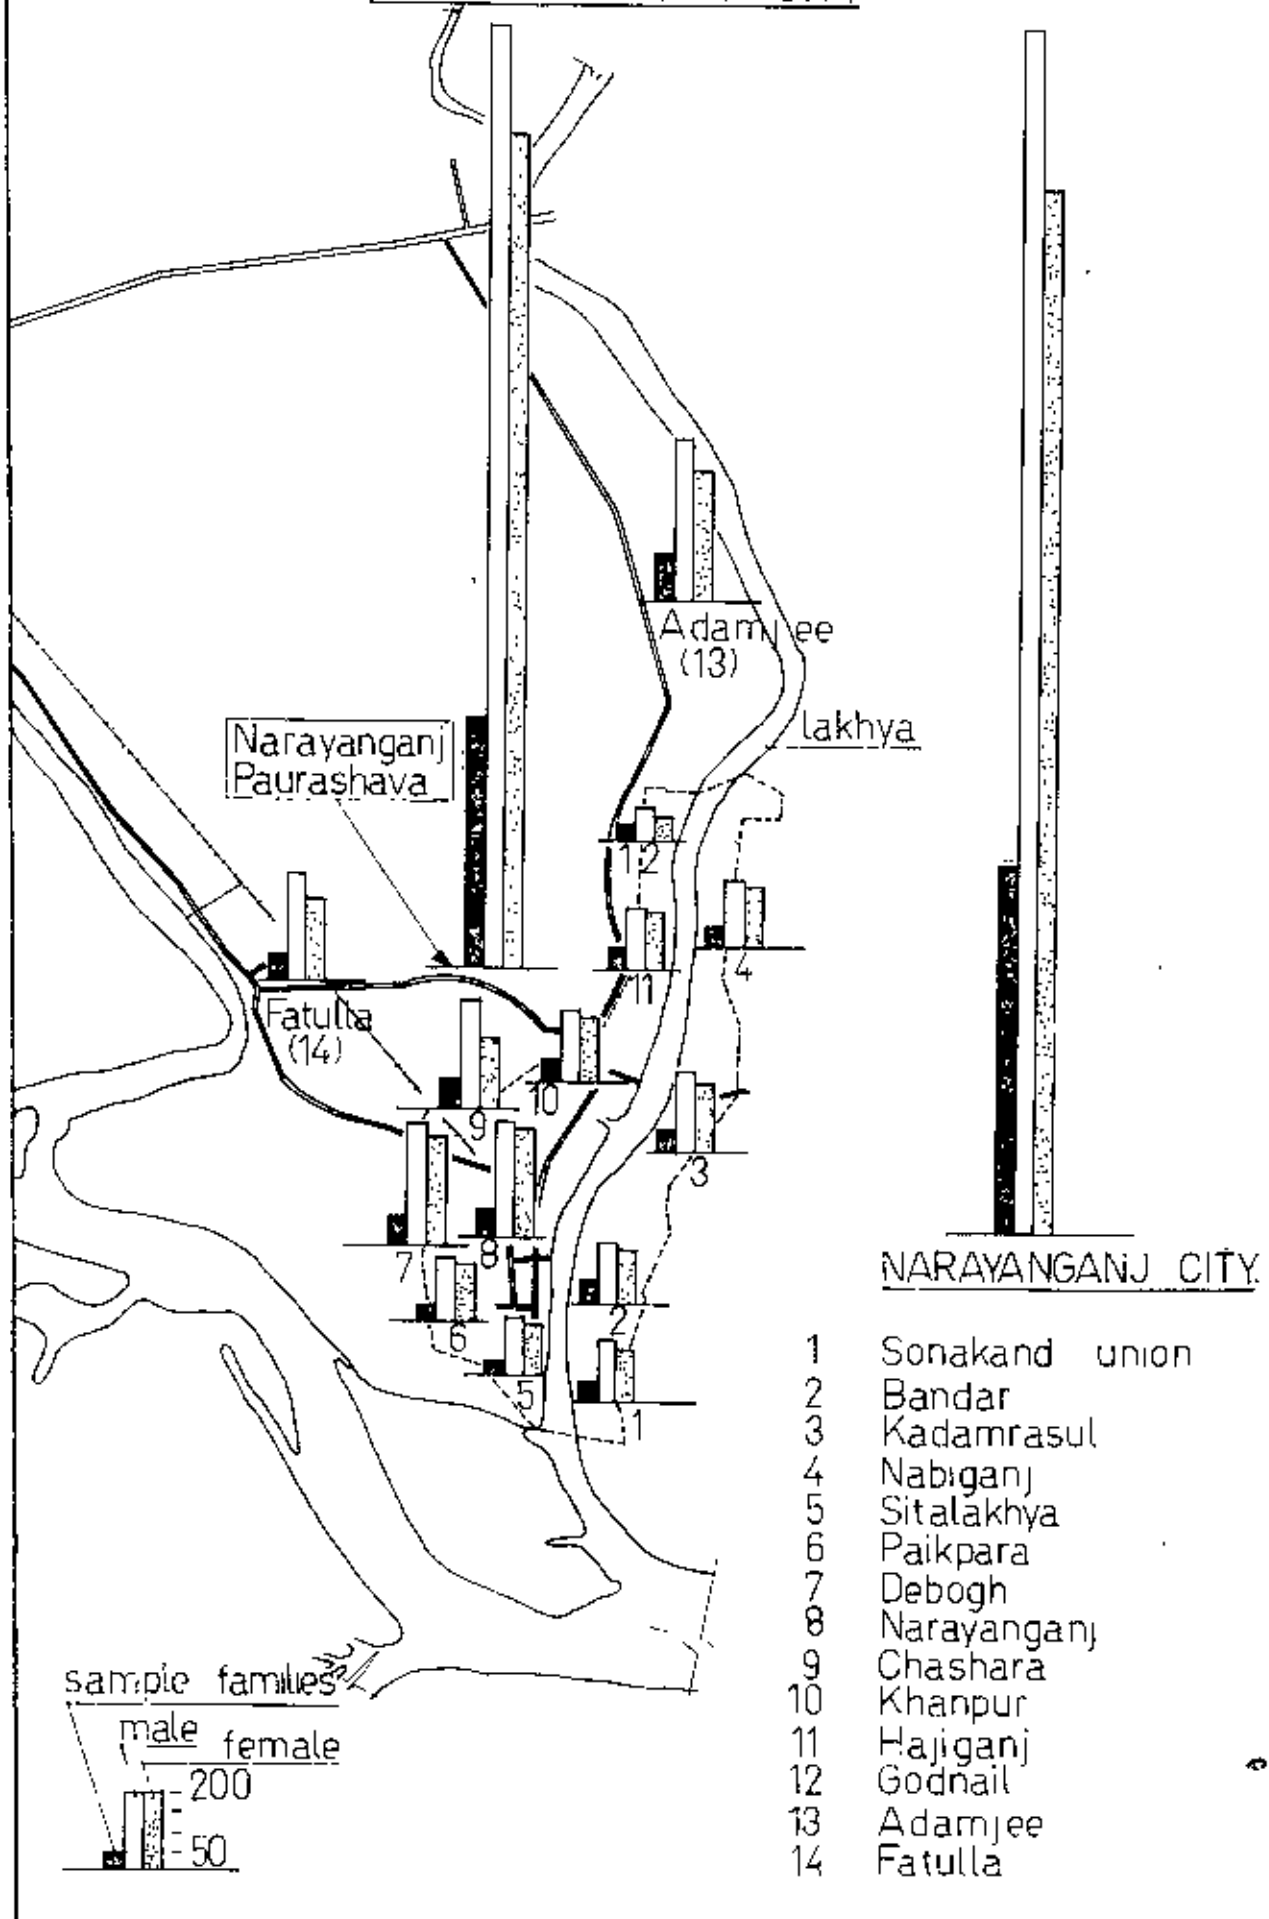 Adamjee
(13)
lakhya
Narayanganj
Paurashava
12
4
11
Fatulla
(14)
10
9
3
7
8
2
6
5
1
NARAYANGANJ CITY.
1 Sonakand union
2 Bandar
3 Kadamrasul
4 Nabiganj
5 Sitalakhya
6 Paikpara
7 Debogh
8 Narayanganj
9 Chashara
10 Khanpur
11 Hajiganj
12 Godnail
13 Adamjee
14 Fatulla
sample families
male
female
200
50